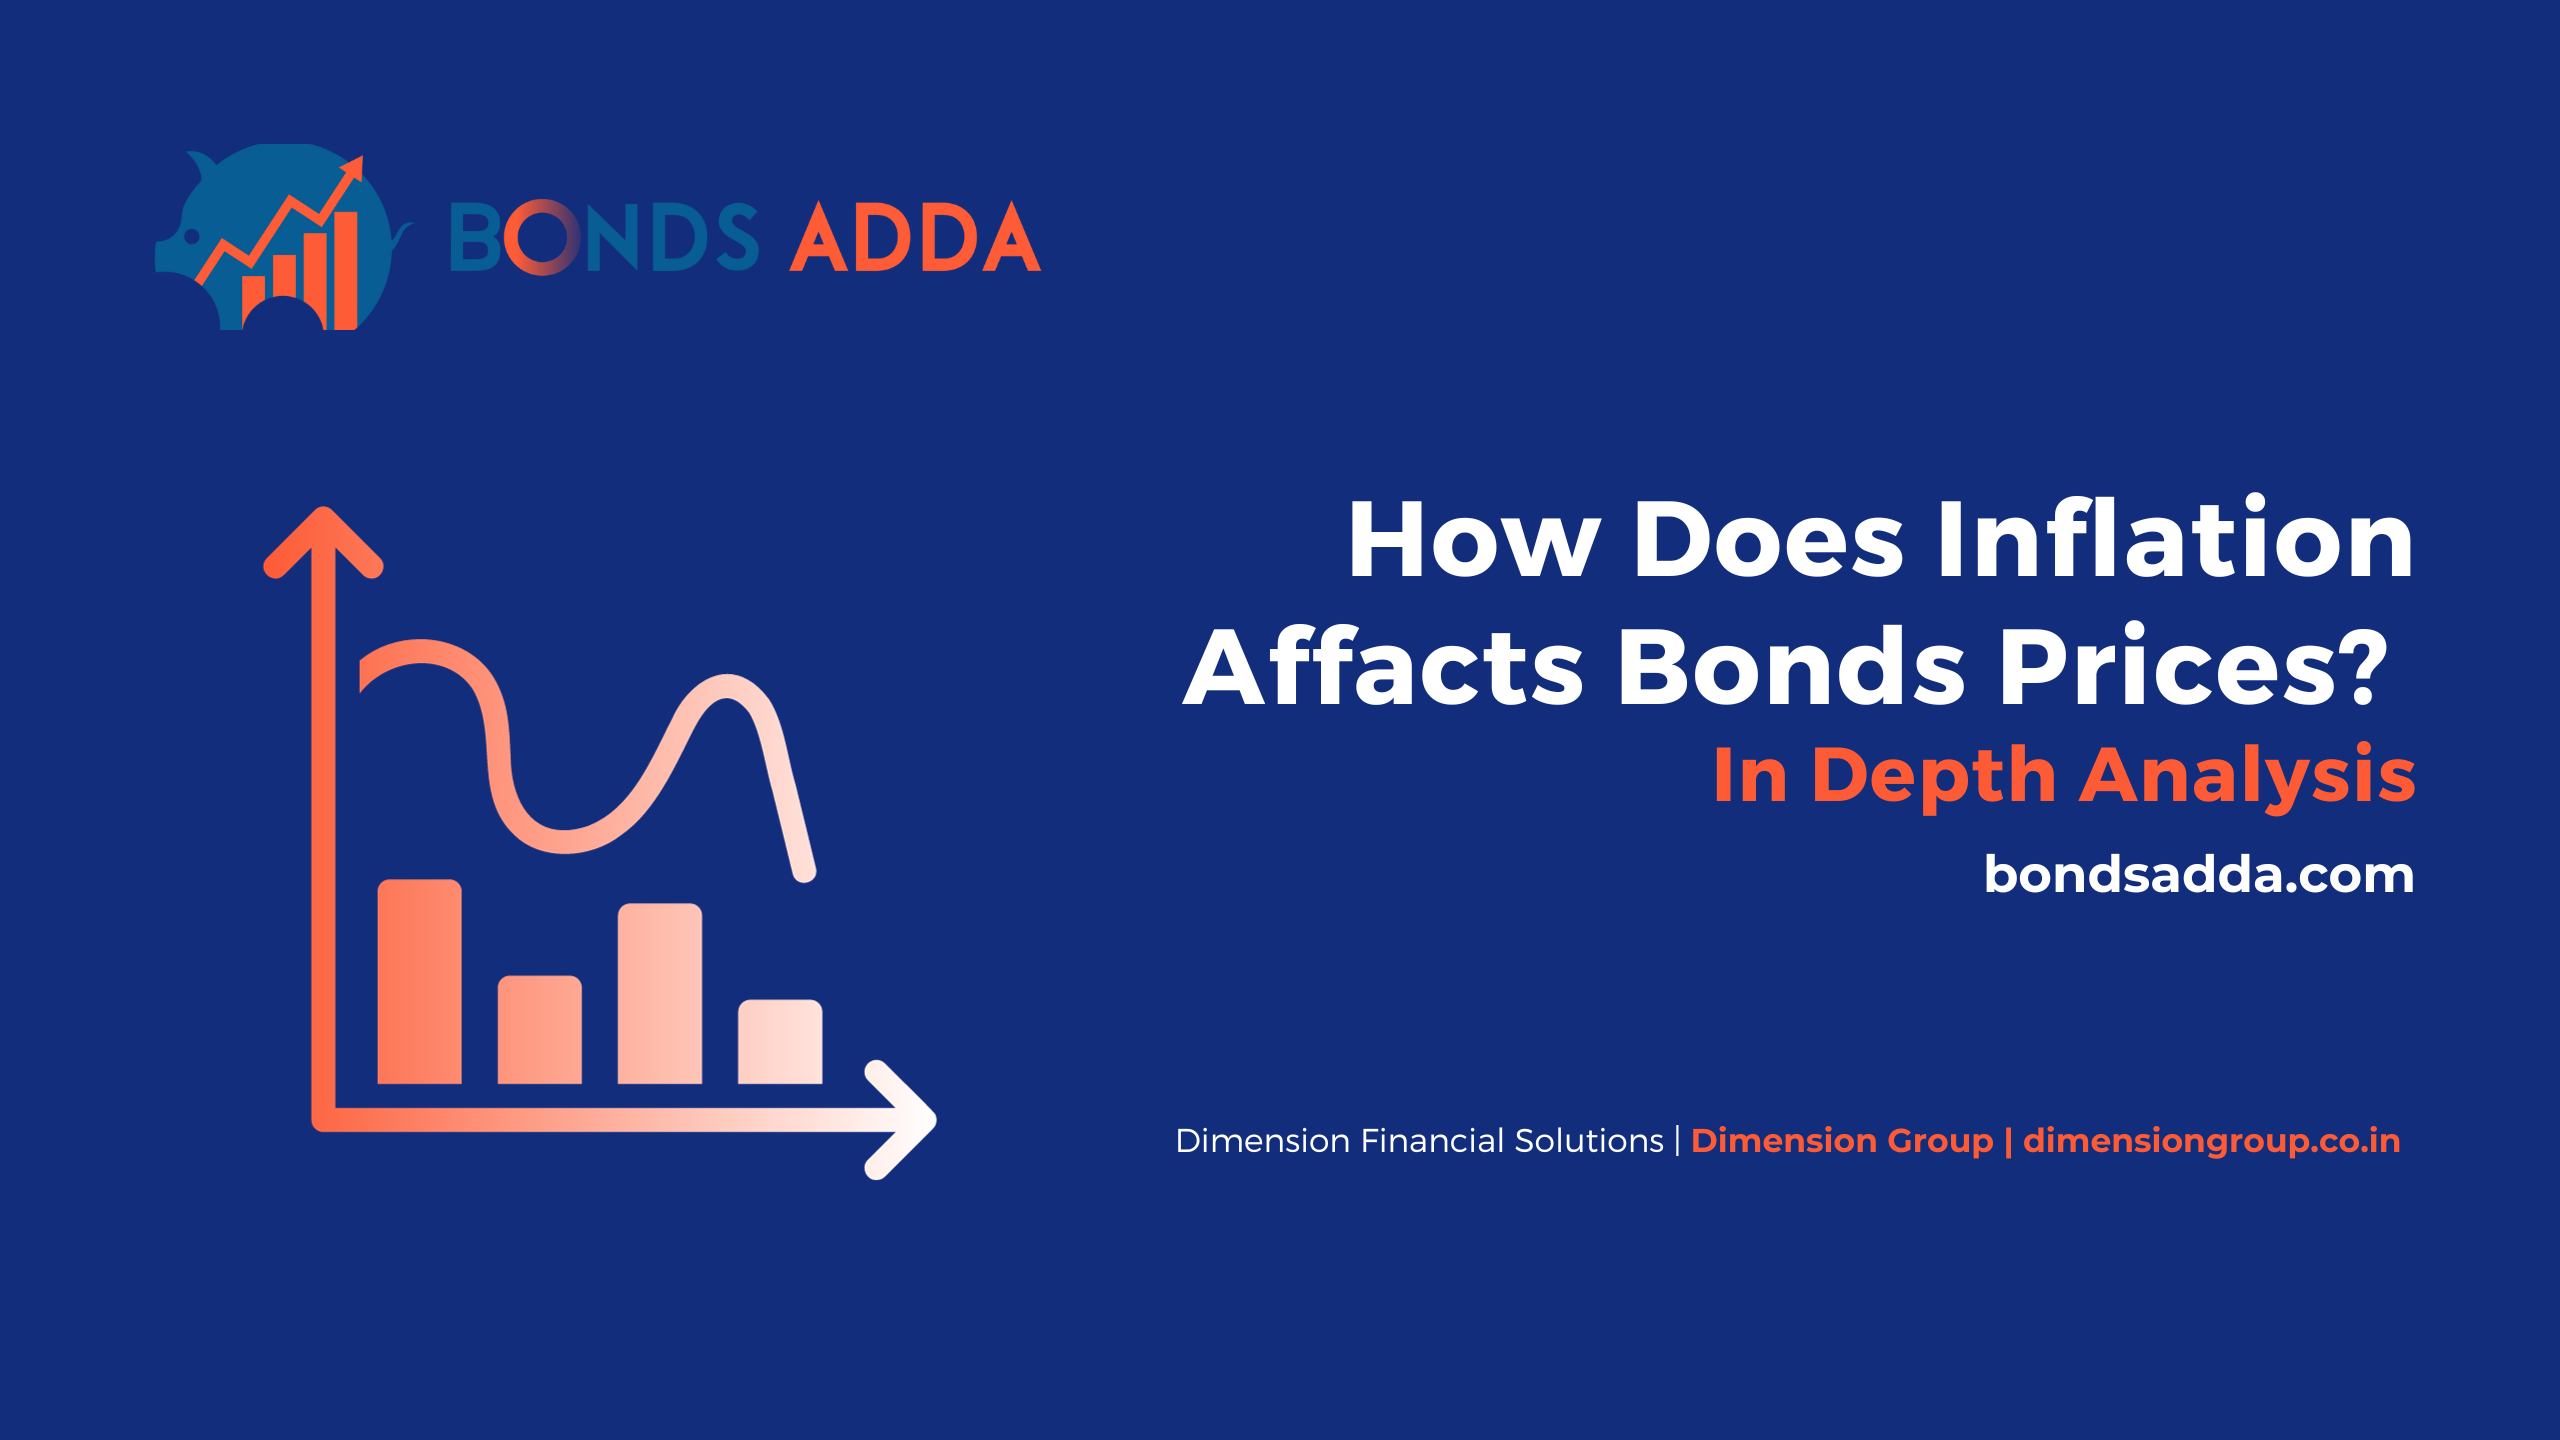 BONDS ADDA
How Does Inflation
Affacts Bonds Prices?
In Depth Analysis
bondsadda.com
Dimension Financial Solutions | Dimension Group | dimensiongroup.co.in